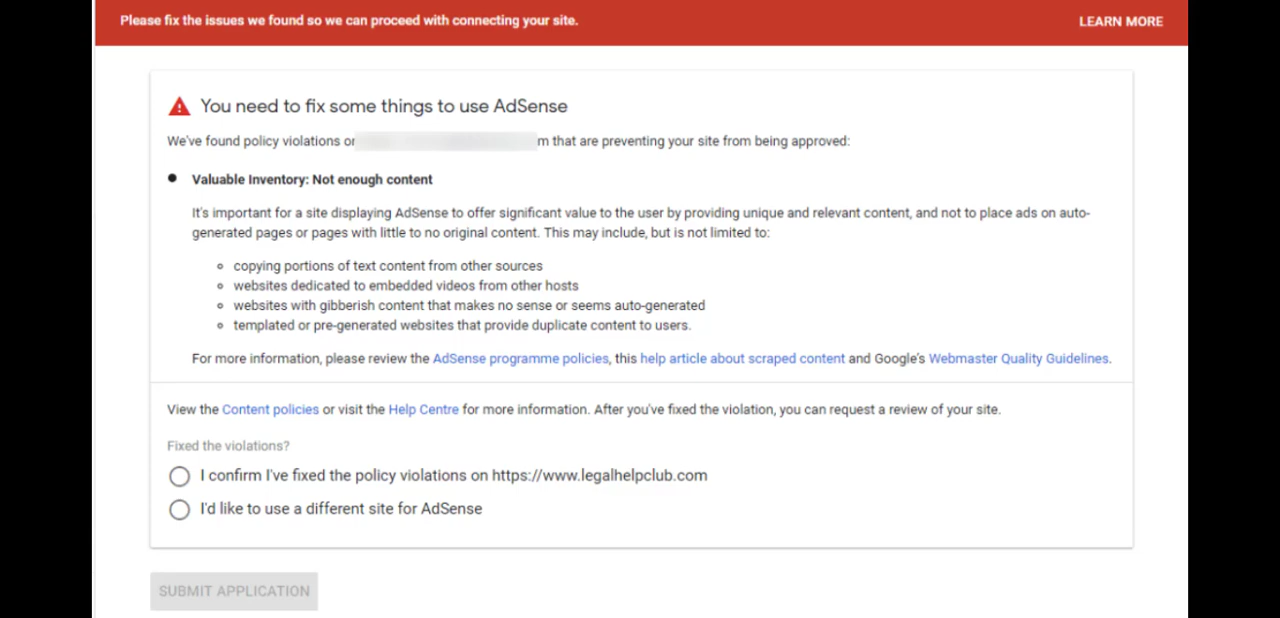 Please fix the issues we found so we can proceed with connecting your site.
LEARN MORE
You need to fix some things to use AdSense
We've found policy violations or m that are preventing your site from being approved:
Valuable Inventory: Not enough content
It's important for a site displaying AdSense to offer significant value to the user by providing unique and relevant content, and not to place ads on auto-
generated pages or pages with little to no original content. This may include, but is not limited to:
copying portions of text content from other sources
websites dedicated to embedded videos from other hosts
websites with gibberish content that makes no sense or seems auto-generated
templated or pre-generated websites that provide duplicate content to users.
For more information, please review the AdSense programme policies, this help article about scraped content and Google's Webmaster Quality Guidelines.
View the Content policies or visit the Help Centre for more information. After you've fixed the violation, you can request a review of your site.
Fixed the violations?
I confirm I've fixed the policy violations on https://www.legalhelpclub.com
I'd like to use a different site for AdSense
SUBMIT APPLICATION